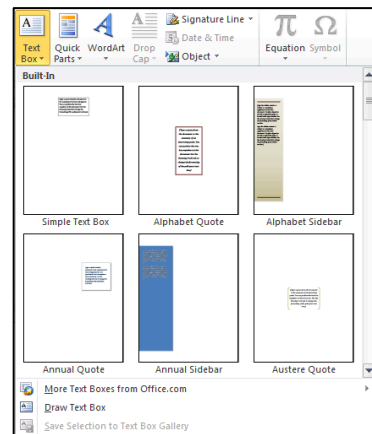 Signature Line
Date & Time
Object
Text Box
Quick Parts
WordArt
Drop Cap
Equation
Symbol
Built-In
Simple Text Box
Alphabet Quote
Alphabet Sidebar
Annual Quote
Annual Sidebar
Austere Quote
More Text Boxes from Office.com
Draw Text Box
Save Selection to Text Box Gallery